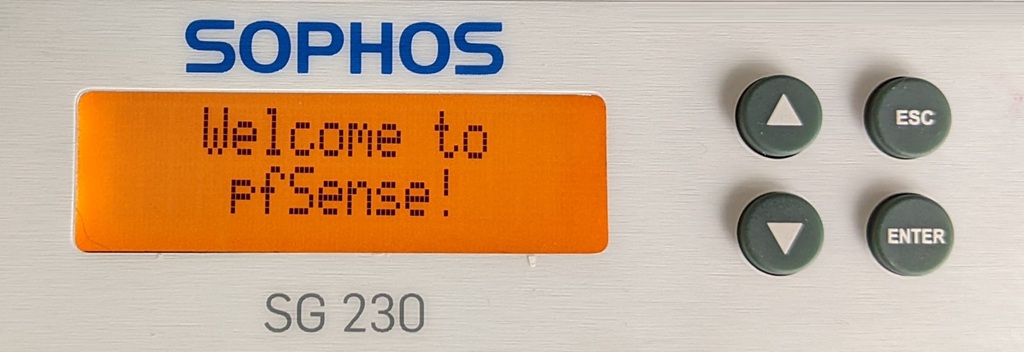 SOPHOS
Welcome to
pfSense!
SG 230
ESC
ENTER